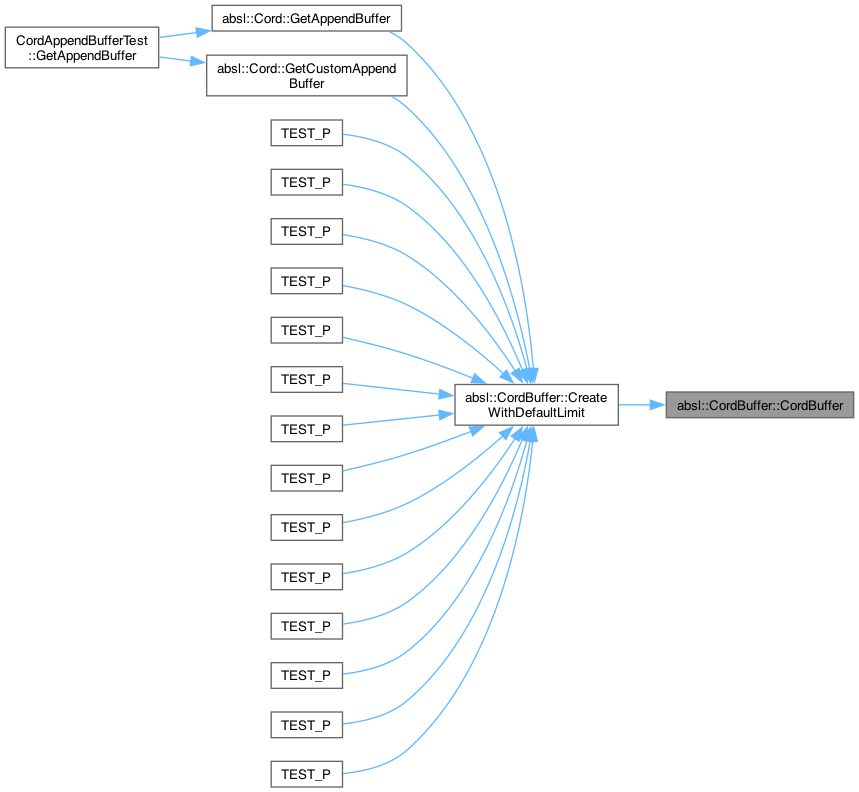 absl::Cord::GetAppendBuffer
CordAppendBufferTest
::GetAppendBuffer
absl::Cord::GetCustomAppend
Buffer
TEST_P
TEST_P
TEST_P
TEST_P
TEST_P
TEST_P
absl::CordBuffer::Create
WithDefaultLimit
absl::CordBuffer::CordBuffer
TEST_P
TEST_P
TEST_P
TEST_P
TEST_P
TEST_P
TEST_P
TEST_P